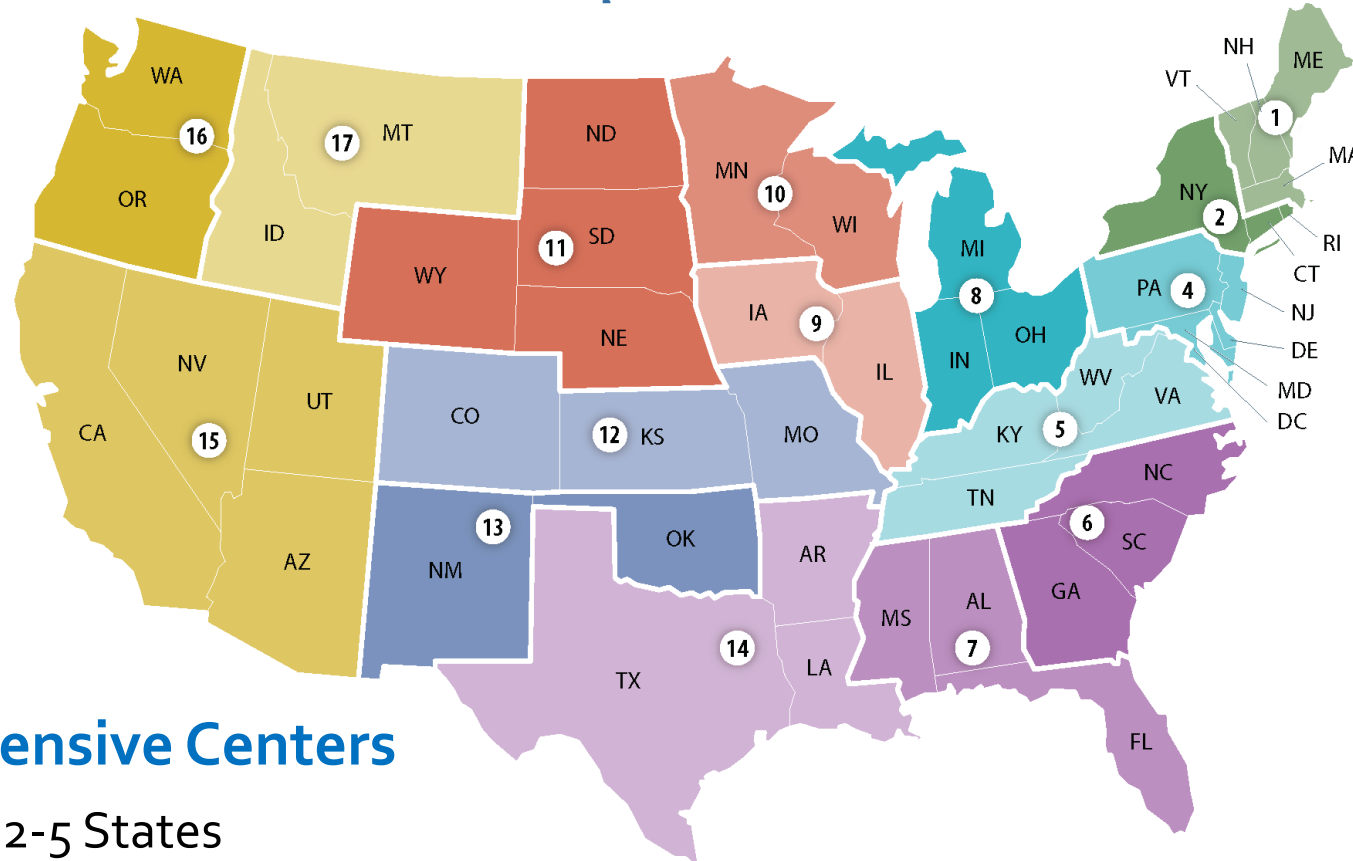 NH
ME
VT
WA
1
16
17
MT
ND
MA
MN
10
NY
OR
WI
2
ID
11
SD
MI
RI
WY
CT
PA
4
8
NJ
IA
9
NE
OH
DE
NV
IN
WV
IL
MD
UT
VA
CO
DC
CA
15
12
KS
MO
KY
5
NC
TN
13
6
OK
SC
AZ
AR
NM
GA
AL
MS
14
7
LA
TX
ensive Centers
FL
2-5 States